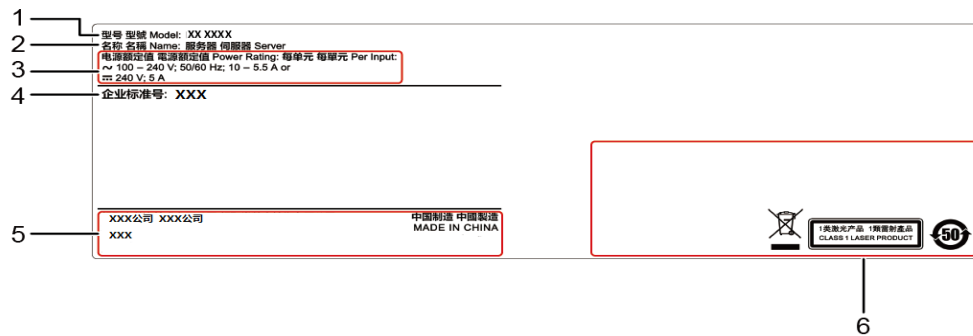 1
型号 型號 Model: XX XXXX
2
名称 名稱 Name: 服务器 伺服器 Server
3
电源额定值 電源額定值 Power Rating: 每单元 每單元 Per Input:
～ 100 – 240 V; 50/60 Hz; 10 – 5.5 A or
⎓ 240 V; 5 A
4
企业标准号: XXX
5
XXX公司 XXX公司
XXX
中国制造 中國製造
MADE IN CHINA
1类激光产品 1類雷射產品
CLASS 1 LASER PRODUCT
50
6